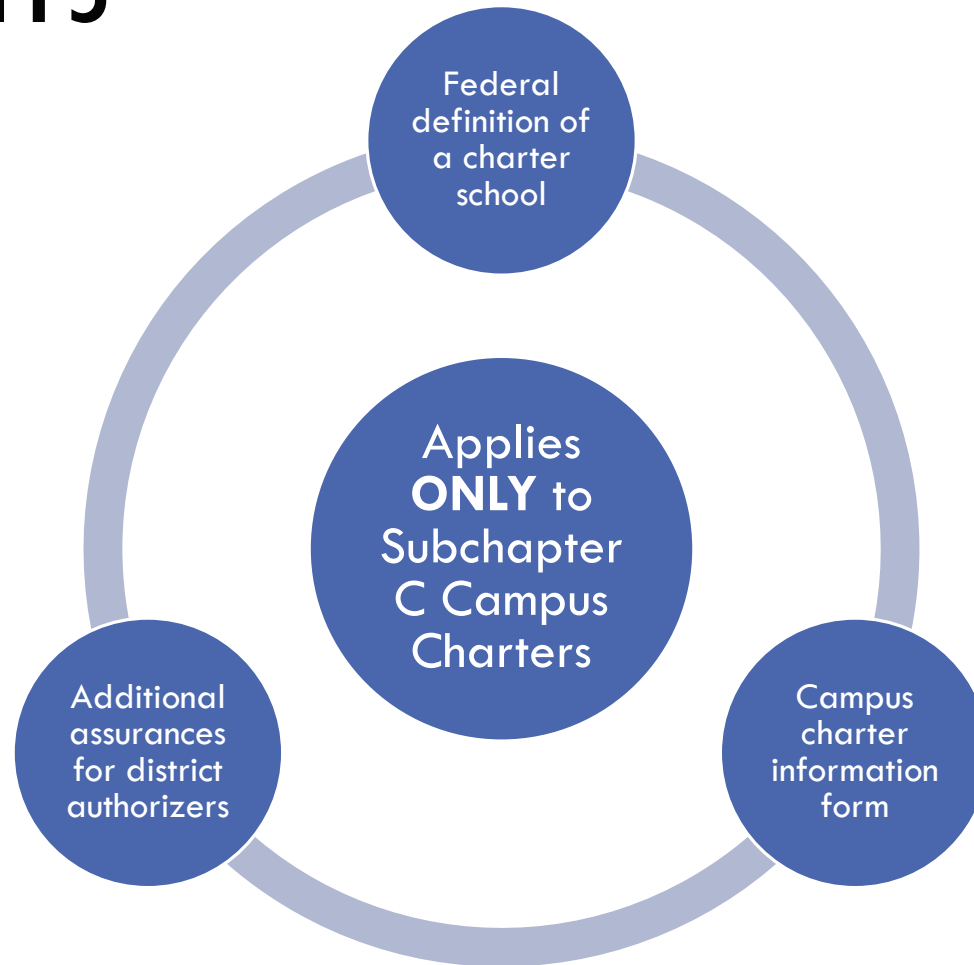 Federal
definition of
a charter
school
Applies
ONLY to
Subchapter
C Campus
Charters
Additional
assurances
for district
authorizers
Campus
charter
information
form